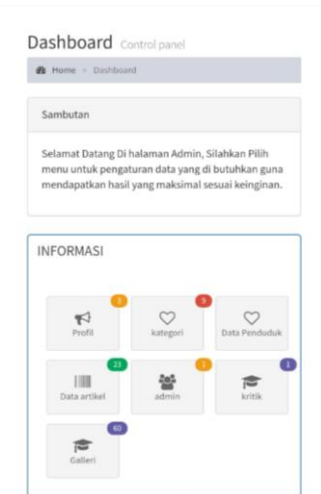 Dashboard Control panel
Home > Dashboard
Sambutan
Selamat Datang Di halaman Admin, Silahkan Pilih
menu untuk pengaturan data yang di butuhkan guna
mendapatkan hasil yang maksimal sesuai keinginan.
INFORMASI
3 9
Profil kategori Data Penduduk
23 1 1
Data artikel admin kritik
60
Galleri